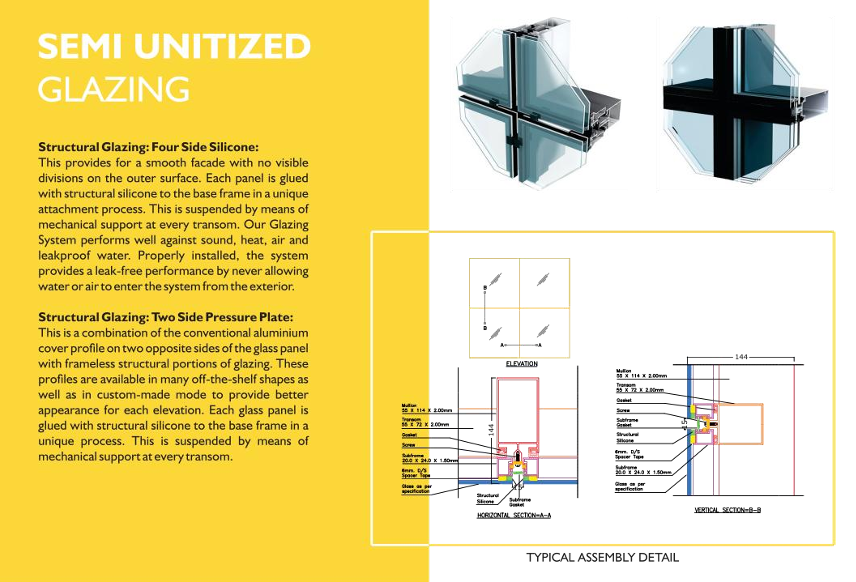 SEMI UNITIZED
GLAZING
Structural Glazing: Four Side Silicone:
This provides for a smooth facade with no visible
divisions on the outer surface. Each panel is glued
with structural silicone to the base frame in a unique
attachment process. This is suspended by means of
mechanical support at every transom. Our Glazing
System performs well against sound, heat, air and
leakproof water. Properly installed, the system
provides a leak-free performance by never allowing
water or air to enter the system from the exterior.
Structural Glazing: Two Side Pressure Plate:
This is a combination of the conventional aluminium
cover profile on two opposite sides of the glass panel
with frameless structural portions of glazing. These
profiles are available in many off-the-shelf shapes as
well as in custom-made mode to provide better
appearance for each elevation. Each glass panel is
glued with structural silicone to the base frame in a
unique process. This is suspended by means of
mechanical support at every transom.
B
B
A
A
ELEVATION
Mullion
55 X 114 X 2.00mm
Transom
55 X 72 X 2.00mm
Gasket
Screw
Subframe
20.0 X 24.0 X 1.50mm
6mm. D/S
Spacer Tape
Glass as per
specification
144
Structural
Silicone
Subframe
Gasket
HORIZONTAL SECTION=A-A
144
Mullion
55 X 114 X 2.00mm
Transom
55 X 72 X 2.00mm
Gasket
Screw
Subframe
Gasket
Structural
Silicone
6mm. D/S
Spacer Tape
Subframe
20.0 X 24.0 X 1.50mm
Glass as per
specification
VERTICAL SECTION=B-B
TYPICAL ASSEMBLY DETAIL